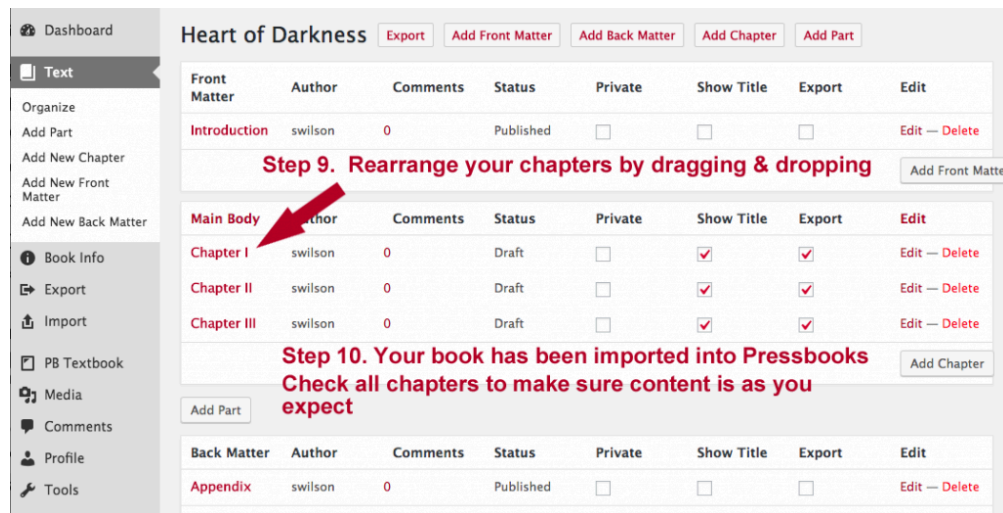 Dashboard
Text
Organize
Add Part
Add New Chapter
Add New Front
Matter
Add New Back Matter
Book Info
Export
Import
PB Textbook
Media
Comments
Profile
Tools
Heart of Darkness Export Add Front Matter Add Back Matter Add Chapter Add Part
Front
Matter Author Comments Status Private Show Title Export Edit
Introduction swilson 0 Published Edit — Delete
Step 9. Rearrange your chapters by dragging & dropping
Add Front Matte
Main Body Author Comments Status Private Show Title Export Edit
Chapter I swilson 0 Draft Edit — Delete
Chapter II swilson 0 Draft Edit — Delete
Chapter III swilson 0 Draft Edit — Delete
Step 10. Your book has been imported into Pressbooks
Check all chapters to make sure content is as you
expect
Add Chapter
Add Part
Back Matter Author Comments Status Private Show Title Export Edit
Appendix swilson 0 Published Edit — Delete